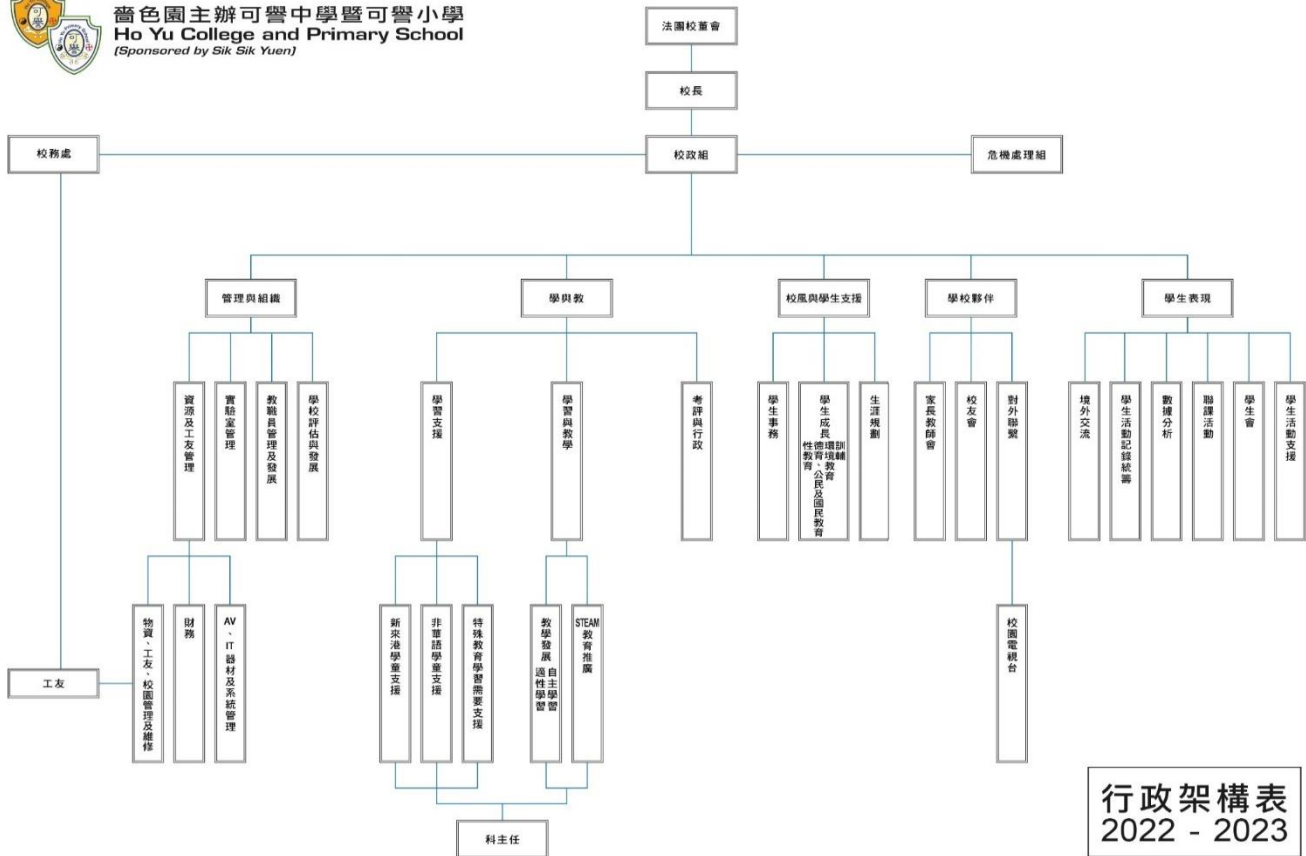 嗇色園主辦可譽中學暨可譽小學
Ho Yu College and Primary School
(Sponsored by Sik Sik Yuen)
法團校董會
校長
校務處
校政組
危機處理組
管理與組織
學與教
校風與學生支援
學校夥伴
學生表現
資源及工友管理
實驗室管理
教職員管理及發展
學校評估與發展
學習支援
學習與教學
考評與行政
學生事務
學生成長
訓輔
環境教育
德育、公民及國民教育
性教育
生涯規劃
家長教師會
校友會
對外聯繫
境外交流
學生活動記錄統籌
數據分析
聯課活動
學生會
學生活動支援
工友
物資、工友、校園管理及維修
財務
AV、IT器材及系統管理
新來港學童支援
非華語學童支援
特殊教育學習需要支援
教學發展
自主學習
適性學習
STEAM教育推廣
校園電視台
科主任
行政架構表
2022 - 2023